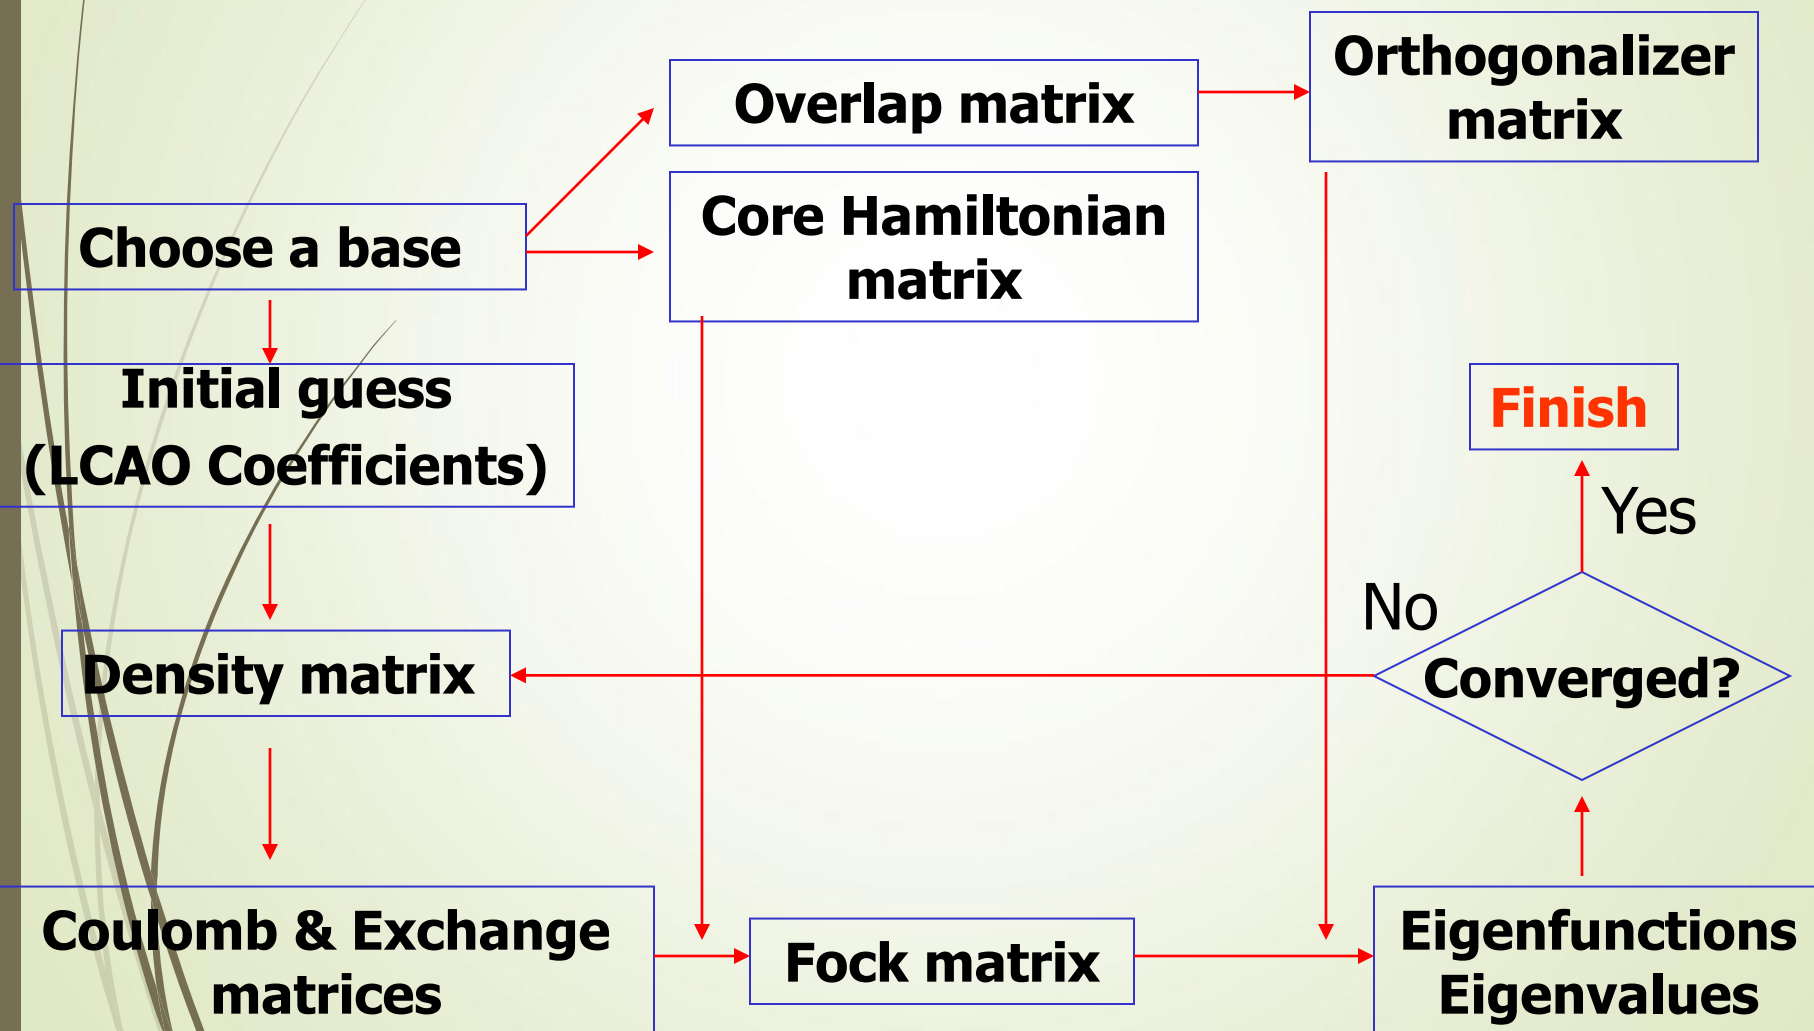 Orthogonalizer
matrix
Overlap matrix
Core Hamiltonian
matrix
Choose a base
Initial guess
(LCAO Coefficients)
Finish
Yes
No
Density matrix
Converged?
Coulomb & Exchange
matrices
Fock matrix
Eigenfunctions
Eigenvalues